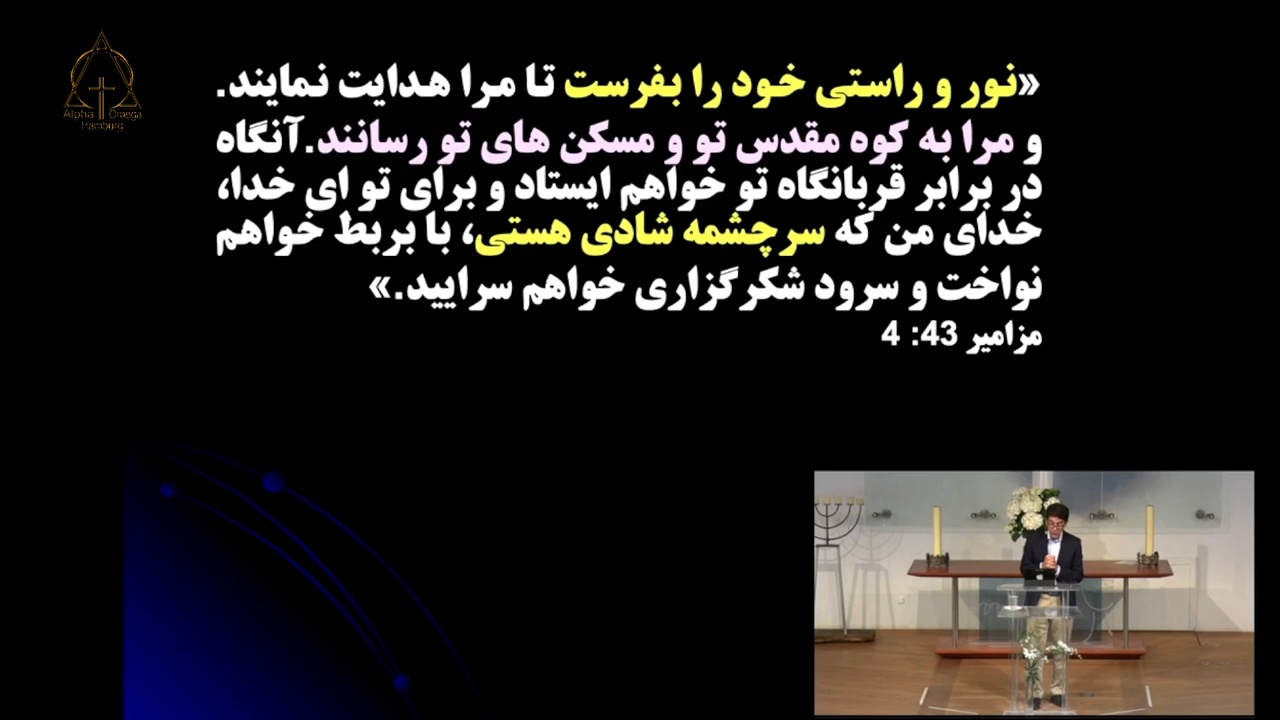 Alpha Omega
Hamburg
«نور و راستی خود را بفرست تا مرا هدایت نمایند.
و مرا به کوه مقدس تو و مسکن های تو رسانند.آنگاه
در برابر قربانگاه تو خواهم ایستاد و برای تو ای خدا،
خدای من که سرچشمه شادی هستی، با بربط خواهم
نواخت و سرود شکرگزاری خواهم سرایید.»
مزامیر 43: 4